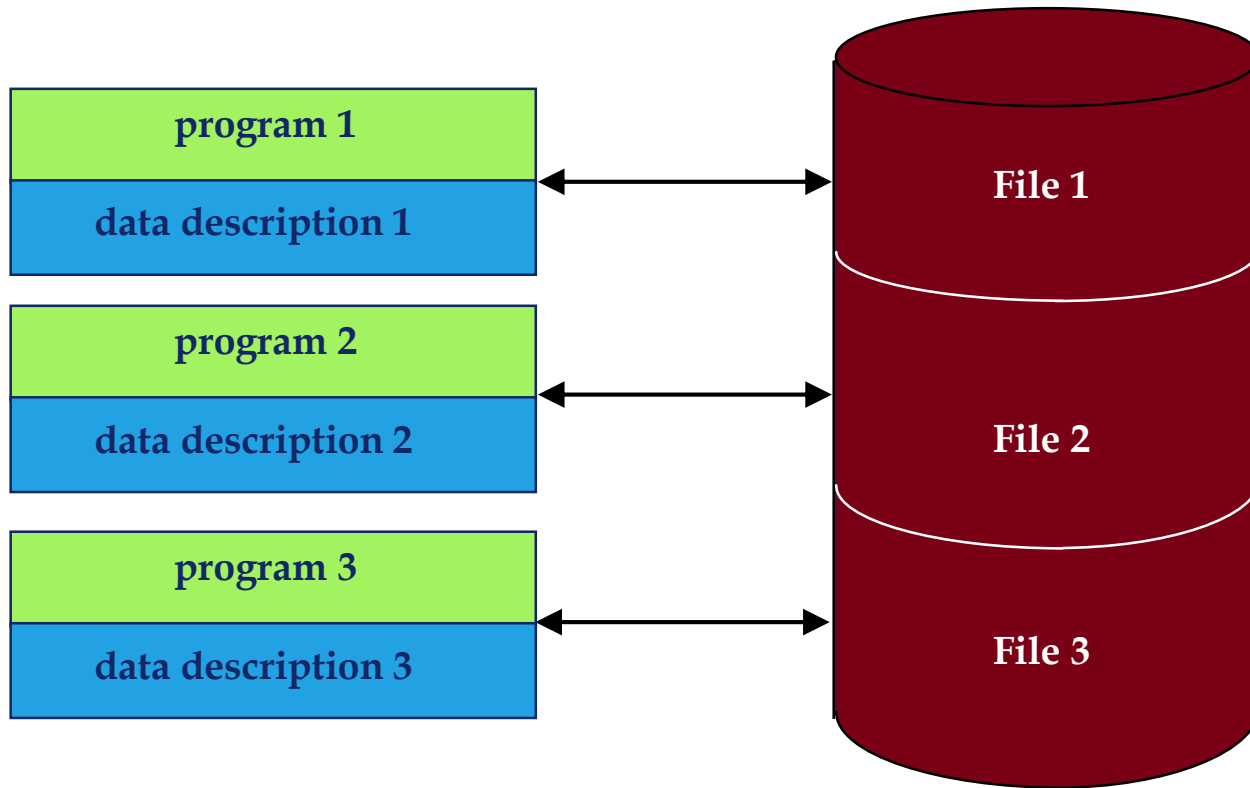 program 1
data description 1
File 1
program 2
data description 2
File 2
program 3
data description 3
File 3